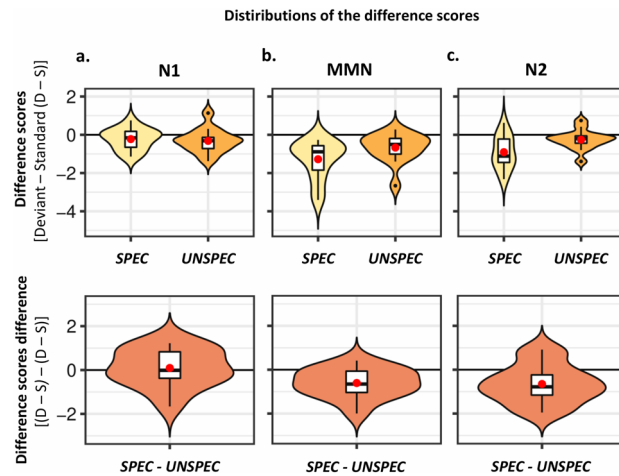 Distiributions of the difference scores
a.
N1
b.
MMN
c.
N2
Difference scores
[Deviant – Standard (D – S)]
2
0
−2
−4
SPEC
UNSPEC
SPEC
UNSPEC
SPEC
UNSPEC
Difference scores difference
[(D – S) – (D – S)]
2
0
−2
SPEC - UNSPEC
SPEC - UNSPEC
SPEC - UNSPEC